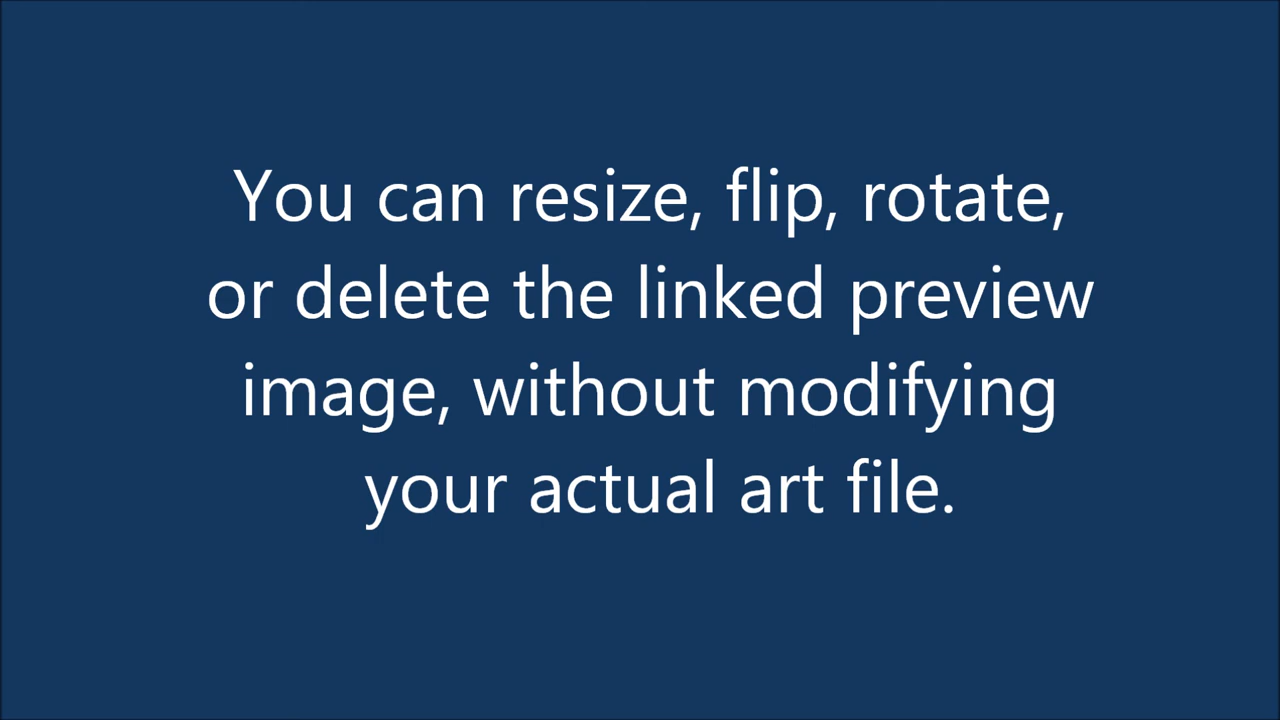 You can resize, flip, rotate,
or delete the linked preview
image, without modifying
your actual art file.